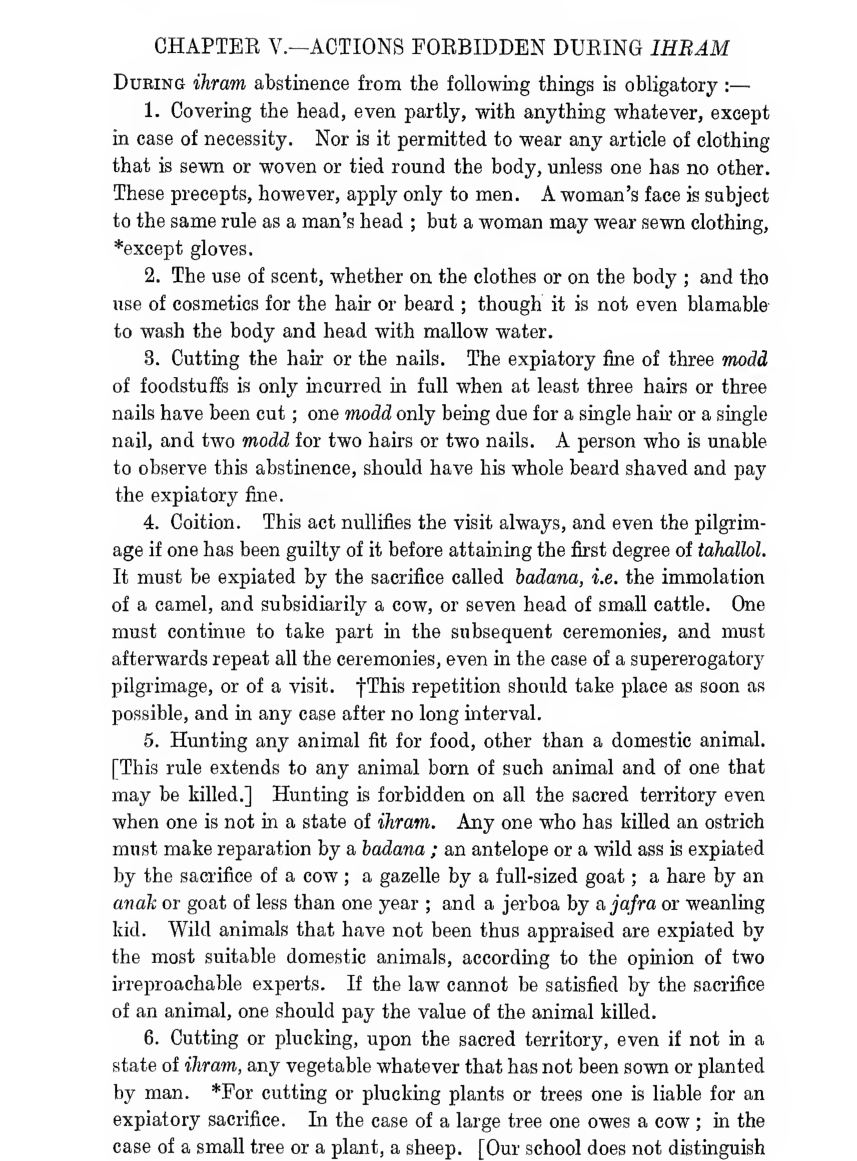 CHAPTER V.—ACTIONS FORBIDDEN DURING IHRAM
DURING ihram abstinence from the following things is obligatory :—
1. Covering the head, even partly, with anything whatever, except
in case of necessity. Nor is it permitted to wear any article of clothing
that is sewn or woven or tied round the body, unless one has no other.
These precepts, however, apply only to men. A woman's face is subject
to the same rule as a man's head ; but a woman may wear sewn clothing,
*except gloves.
2. The use of scent, whether on the clothes or on the body ; and tho
use of cosmetics for the hair or beard ; though it is not even blamable
to wash the body and head with mallow water.
3. Cutting the hair or the nails. The expiatory fine of three modd
of foodstuffs is only incurred in full when at least three hairs or three
nails have been cut ; one modd only being due for a single hair or a single
nail, and two modd for two hairs or two nails. A person who is unable
to observe this abstinence, should have his whole beard shaved and pay
the expiatory fine.
4. Coition. This act nullifies the visit always, and even the pilgrim-
age if one has been guilty of it before attaining the first degree of tahallol.
It must be expiated by the sacrifice called badana, i.e. the immolation
of a camel, and subsidiarily a cow, or seven head of small cattle. One
must continue to take part in the subsequent ceremonies, and must
afterwards repeat all the ceremonies, even in the case of a supererogatory
pilgrimage, or of a visit. †This repetition should take place as soon as
possible, and in any case after no long interval.
5. Hunting any animal fit for food, other than a domestic animal.
[This rule extends to any animal born of such animal and of one that
may be killed.] Hunting is forbidden on all the sacred territory even
when one is not in a state of ihram. Any one who has killed an ostrich
must make reparation by a badana ; an antelope or a wild ass is expiated
by the sacrifice of a cow ; a gazelle by a full-sized goat ; a hare by an
anak or goat of less than one year ; and a jerboa by a jafra or weanling
kid. Wild animals that have not been thus appraised are expiated by
the most suitable domestic animals, according to the opinion of two
irreproachable experts. If the law cannot be satisfied by the sacrifice
of an animal, one should pay the value of the animal killed.
6. Cutting or plucking, upon the sacred territory, even if not in a
state of ihram, any vegetable whatever that has not been sown or planted
by man. *For cutting or plucking plants or trees one is liable for an
expiatory sacrifice. In the case of a large tree one owes a cow ; in the
case of a small tree or a plant, a sheep. [Our school does not distinguish